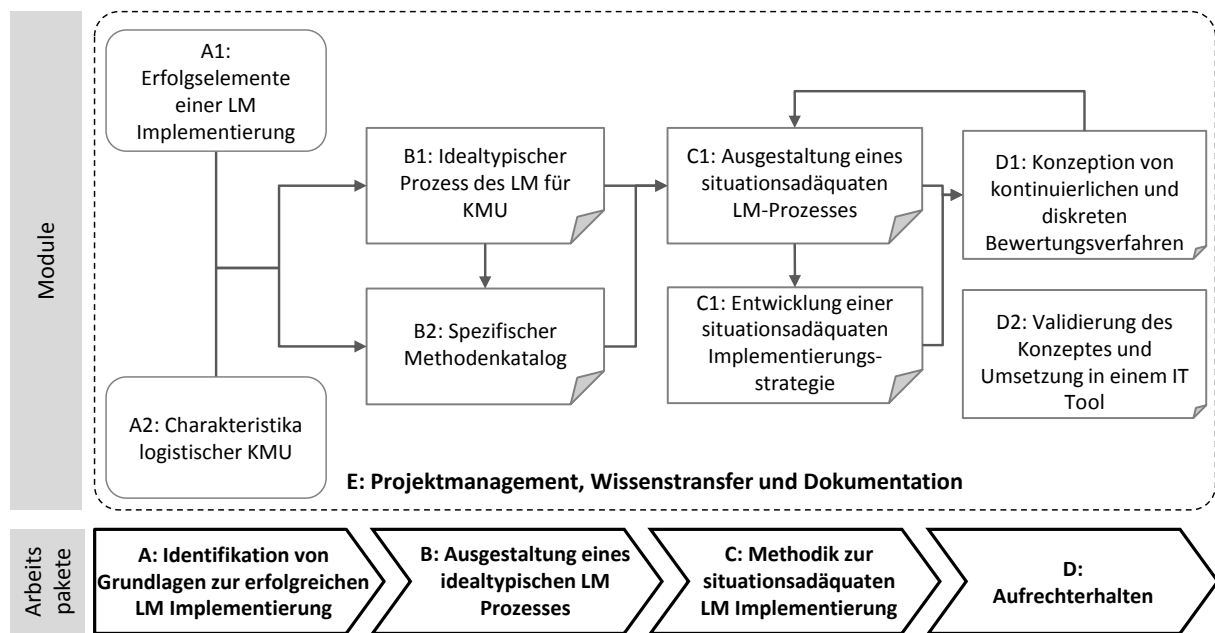 Module
A1:
Erfolgselemente
einer LM
Implementierung
A2: Charakteristika
logistischer KMU
B1: Idealtypischer
Prozess des LM für
KMU
B2: Spezifischer
Methodenkatalog
C1: Ausgestaltung eines
situationsadäquaten
LM-Prozesses
C1: Entwicklung einer
situationsadäquaten
Implementierungs-
strategie
D1: Konzeption von
kontinuierlichen und
diskreten
Bewertungsverfahren
D2: Validierung des
Konzeptes und
Umsetzung in einem IT
Tool
E: Projektmanagement, Wissenstransfer und Dokumentation
Arbeits
pakete
A: Identifikation von
Grundlagen zur erfolgreichen
LM Implementierung
B: Ausgestaltung eines
idealtypischen LM
Prozesses
C: Methodik zur
situationsadäquaten
LM Implementierung
D:
Aufrechterhalten